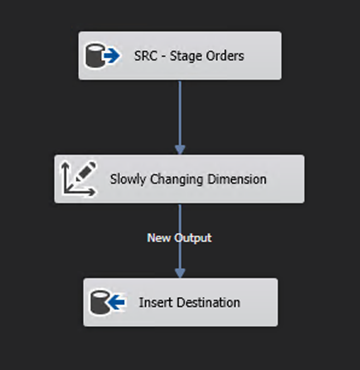 SRC - Stage Orders
Slowly Changing Dimension
New Output
Insert Destination